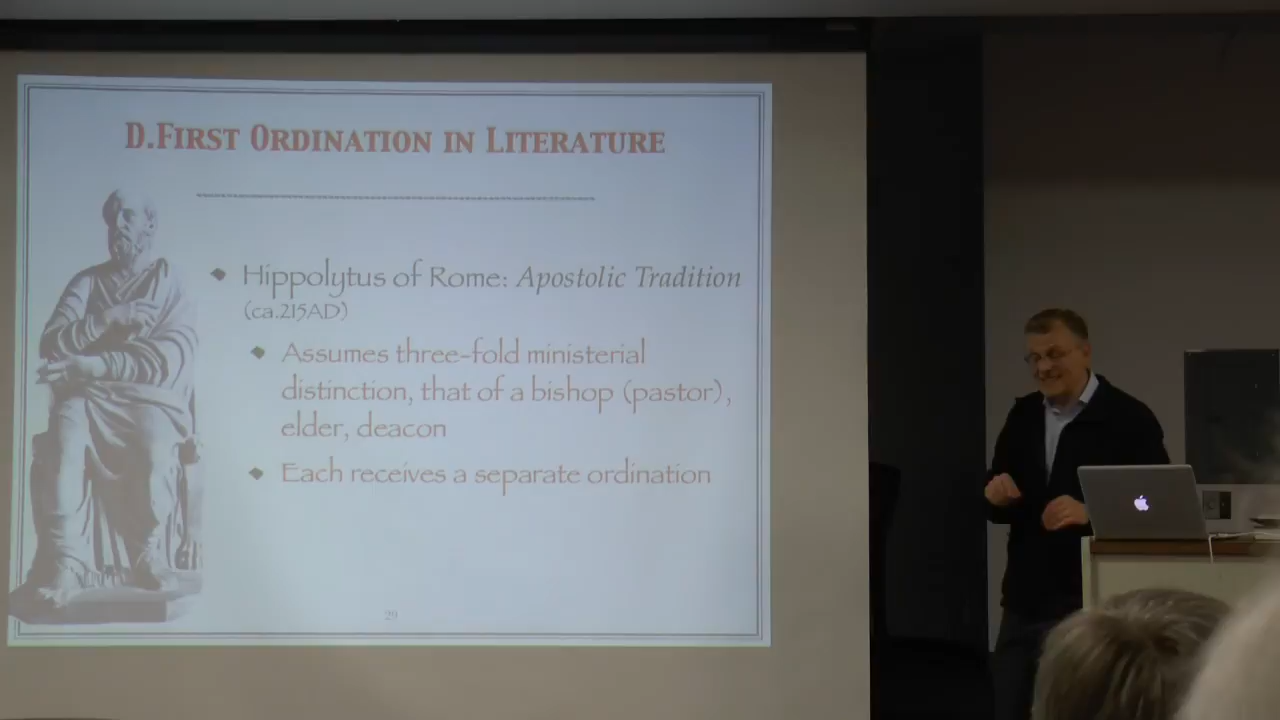 D.First Ordination in Literature
Hippolytus of Rome: Apostolic Tradition
(ca.215AD)
Assumes three-fold ministerial
distinction, that of a bishop (pastor),
elder, deacon
Each receives a separate ordination
29